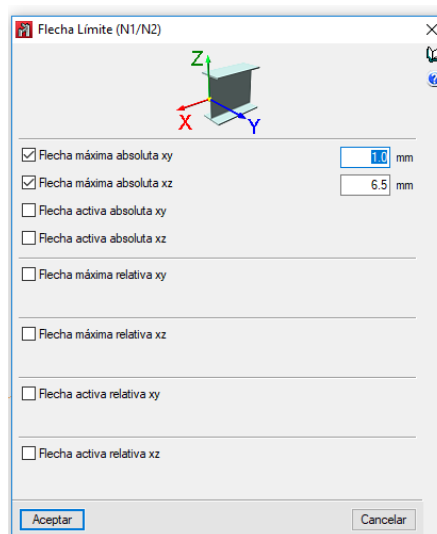 Flecha Límite (N1/N2)
Z
X
Y
Flecha máxima absoluta xy 1.0 mm
Flecha máxima absoluta xz 6.5 mm
Flecha activa absoluta xy
Flecha activa absoluta xz
Flecha máxima relativa xy
Flecha máxima relativa xz
Flecha activa relativa xy
Flecha activa relativa xz
Aceptar Cancelar